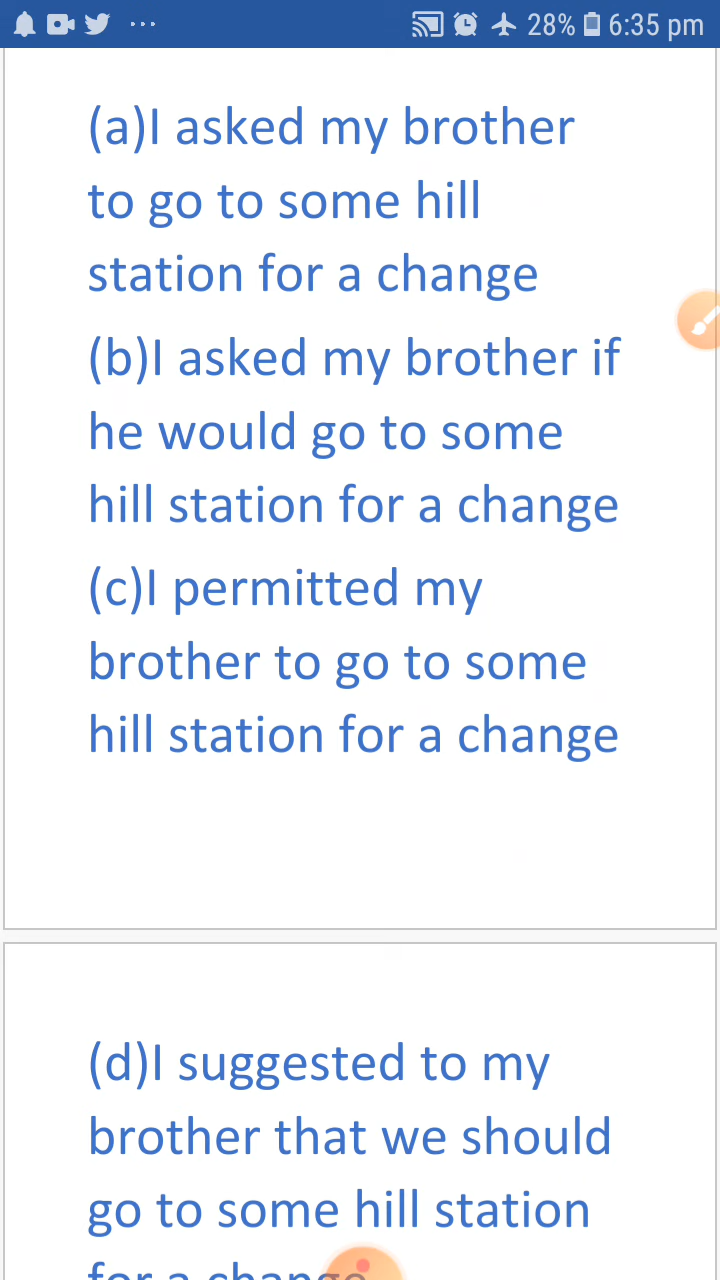 28% 6:35 pm
(a)I asked my brother
to go to some hill
station for a change
(b)I asked my brother if
he would go to some
hill station for a change
(c)I permitted my
brother to go to some
hill station for a change
(d)I suggested to my
brother that we should
go to some hill station
for a change